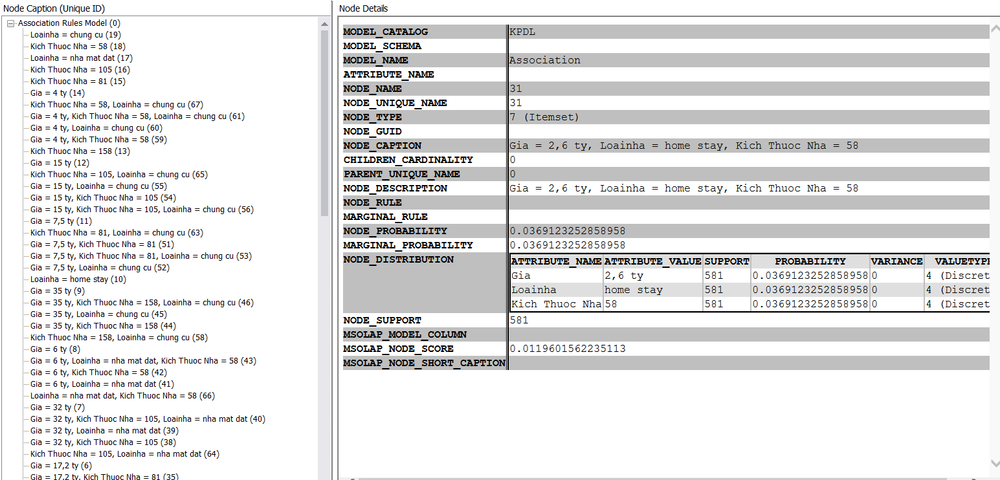 Node Caption (Unique ID)
Association Rules Model (0)
Loainha = chung cu (19)
Kich Thuoc Nha = 58 (18)
Loainha = nha mat dat (17)
Kich Thuoc Nha = 105 (16)
Kich Thuoc Nha = 81 (15)
Gia = 4 ty (14)
Kich Thuoc Nha = 58, Loainha = chung cu (67)
Gia = 4 ty, Kich Thuoc Nha = 58, Loainha = chung cu (61)
Gia = 4 ty, Loainha = chung cu (60)
Gia = 4 ty, Kich Thuoc Nha = 58 (59)
Kich Thuoc Nha = 158 (13)
Gia = 15 ty (12)
Kich Thuoc Nha = 105, Loainha = chung cu (65)
Gia = 15 ty, Loainha = chung cu (55)
Gia = 15 ty, Kich Thuoc Nha = 105 (54)
Gia = 15 ty, Kich Thuoc Nha = 105, Loainha = chung cu (56)
Gia = 7,5 ty (11)
Kich Thuoc Nha = 81, Loainha = chung cu (63)
Gia = 7,5 ty, Kich Thuoc Nha = 81 (51)
Gia = 7,5 ty, Kich Thuoc Nha = 81, Loainha = chung cu (53)
Gia = 7,5 ty, Loainha = chung cu (52)
Loainha = home stay (10)
Gia = 35 ty (9)
Gia = 35 ty, Kich Thuoc Nha = 158, Loainha = chung cu (46)
Gia = 35 ty, Loainha = chung cu (45)
Gia = 35 ty, Kich Thuoc Nha = 158 (44)
Kich Thuoc Nha = 158, Loainha = chung cu (58)
Gia = 6 ty (8)
Gia = 6 ty, Loainha = nha mat dat, Kich Thuoc Nha = 58 (43)
Gia = 6 ty, Kich Thuoc Nha = 58 (42)
Gia = 6 ty, Loainha = nha mat dat (41)
Loainha = nha mat dat, Kich Thuoc Nha = 58 (66)
Gia = 32 ty (7)
Gia = 32 ty, Kich Thuoc Nha = 105, Loainha = nha mat dat (40)
Gia = 32 ty, Loainha = nha mat dat (39)
Gia = 32 ty, Kich Thuoc Nha = 105 (38)
Kich Thuoc Nha = 105, Loainha = nha mat dat (64)
Gia = 17,2 ty (6)
Gia = 17,2 ty, Kich Thuoc Nha = 81 (35)
Node Details
MODEL_CATALOG KPDL
MODEL_SCHEMA
MODEL_NAME Association
ATTRIBUTE_NAME
NODE_NAME 31
NODE_UNIQUE_NAME 31
NODE_TYPE 7 (Itemset)
NODE_GUID
NODE_CAPTION Gia = 2,6 ty, Loainha = home stay, Kich Thuoc Nha = 58
CHILDREN_CARDINALITY 0
PARENT_UNIQUE_NAME 0
NODE_DESCRIPTION Gia = 2,6 ty, Loainha = home stay, Kich Thuoc Nha = 58
NODE_RULE
MARGINAL_RULE
NODE_PROBABILITY 0.0369123252858958
MARGINAL_PROBABILITY 0.0369123252858958
NODE_DISTRIBUTION ATTRIBUTE_NAME ATTRIBUTE_VALUE SUPPORT PROBABILITY VARIANCE VALUETYPE
Gia 2,6 ty 581 0.0369123252858958 0 4 (Discret
Loainha home stay 581 0.0369123252858958 0 4 (Discret
Kich Thuoc Nha 58 581 0.0369123252858958 0 4 (Discret
NODE_SUPPORT 581
MSOLAP_MODEL_COLUMN
MSOLAP_NODE_SCORE 0.0119601562235113
MSOLAP_NODE_SHORT_CAPTION